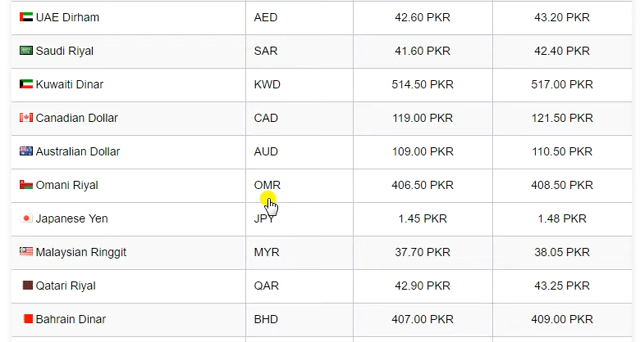 UAE Dirham AED 42.60 PKR 43.20 PKR
Saudi Riyal SAR 41.60 PKR 42.40 PKR
Kuwaiti Dinar KWD 514.50 PKR 517.00 PKR
Canadian Dollar CAD 119.00 PKR 121.50 PKR
Australian Dollar AUD 109.00 PKR 110.50 PKR
Omani Riyal OMR 406.50 PKR 408.50 PKR
Japanese Yen JPY 1.45 PKR 1.48 PKR
Malaysian Ringgit MYR 37.70 PKR 38.05 PKR
Qatari Riyal QAR 42.90 PKR 43.25 PKR
Bahrain Dinar BHD 407.00 PKR 409.00 PKR